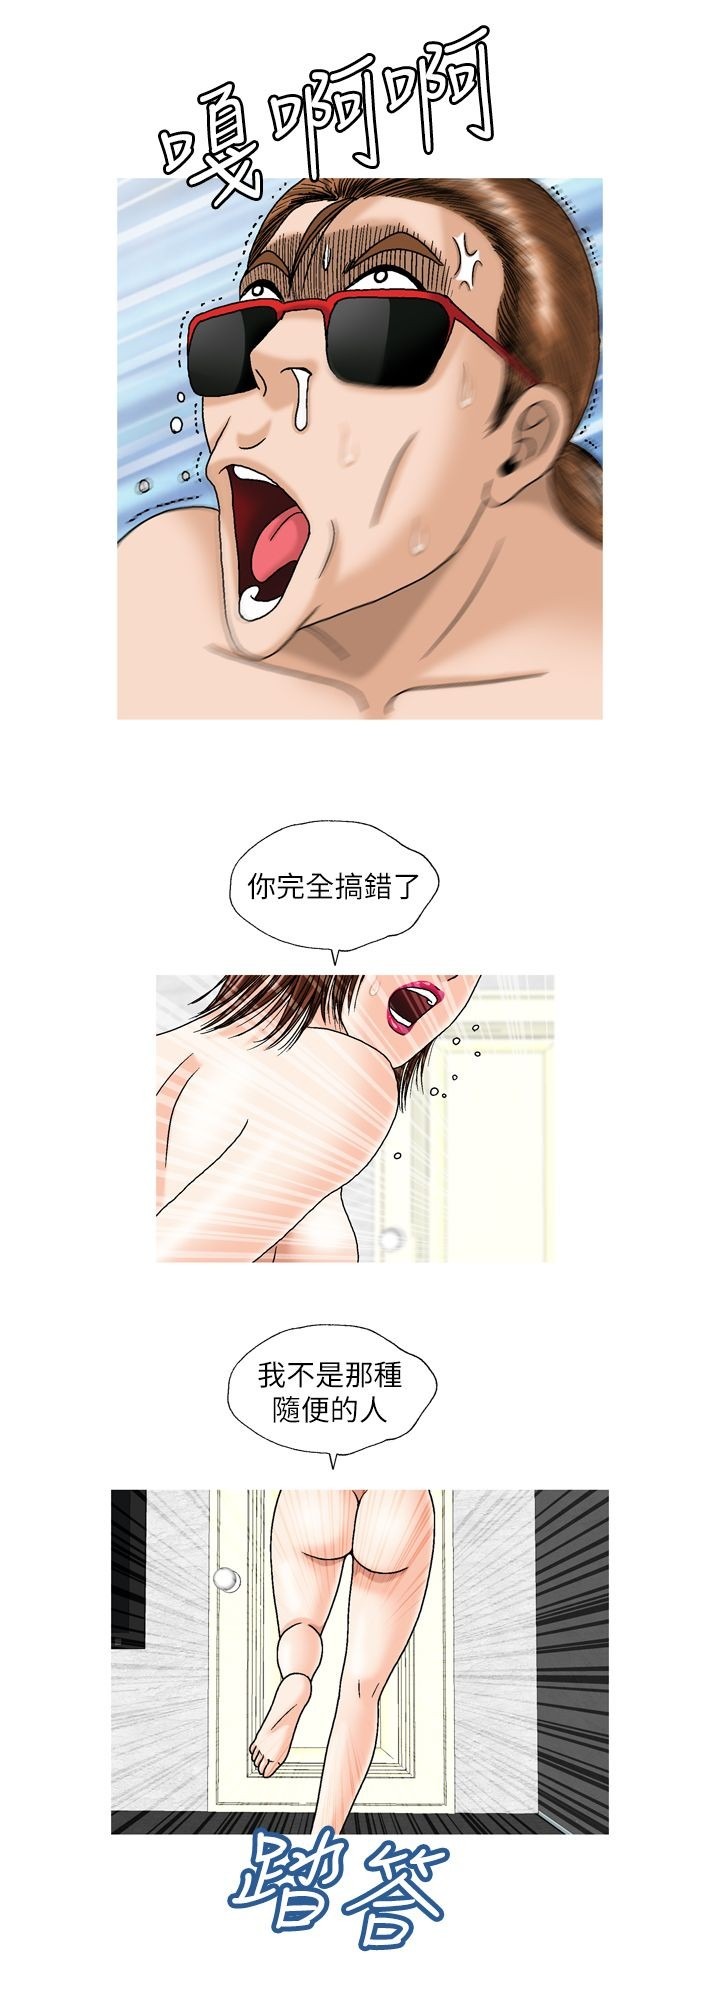 嘎啊啊
你完全搞錯了
我不是那種
隨便的人
踏答